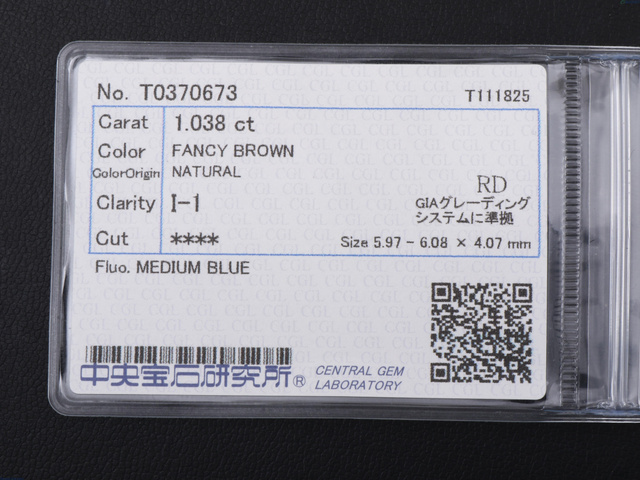 No. T0370673
T111825
Carat 1.038 ct
Color FANCY BROWN
ColorOrigin NATURAL
Clarity I-1
RD
GIAグレーディング
システムに準拠
Cut ****
Size 5.97 - 6.08 × 4.07 mm
Fluo. MEDIUM BLUE
中央宝石研究所®
CENTRAL GEM
LABORATORY